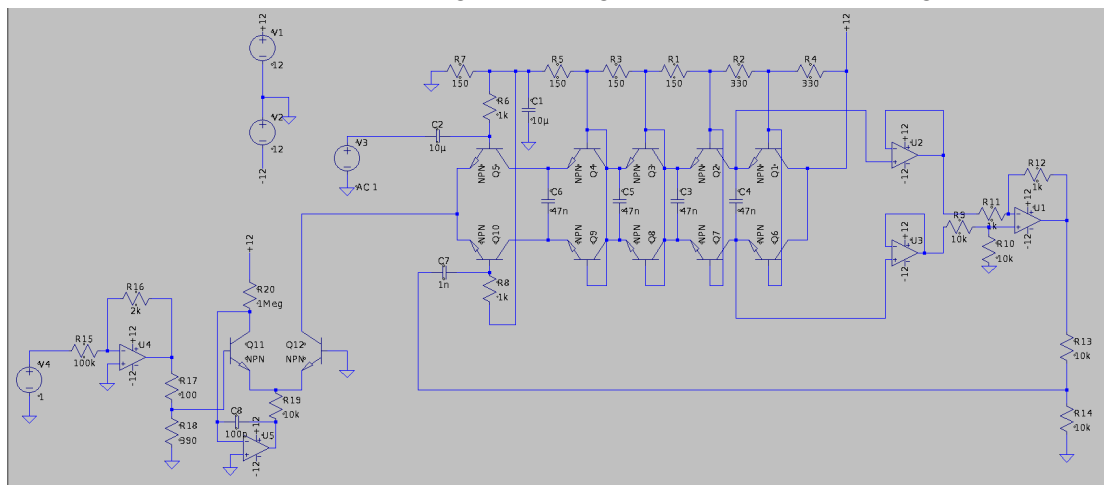 +12
V1
12
V2
12
-12
R7
150
R5
150
R3
150
R1
150
R2
330
R4
330
+12
R6
1k
C1
10µ
C2
10µ
V3
AC 1
NPN
Q5
NPN
Q4
NPN
Q3
NPN
Q2
NPN
Q1
C6
47n
C5
47n
C3
47n
C4
47n
NPN
Q10
NPN
Q9
NPN
Q8
NPN
Q7
NPN
Q6
+12
U2
-12
+12
U3
-12
R12
1k
R11
1k
+12
U1
-12
R9
10k
R10
10k
C7
1n
R8
1k
+12
R20
1Meg
R16
2k
R15
100k
+12
U4
-12
V4
1
Q11
NPN
Q12
NPN
R17
100
R18
390
R19
10k
C8
100p
+12
U5
-12
R13
10k
R14
10k